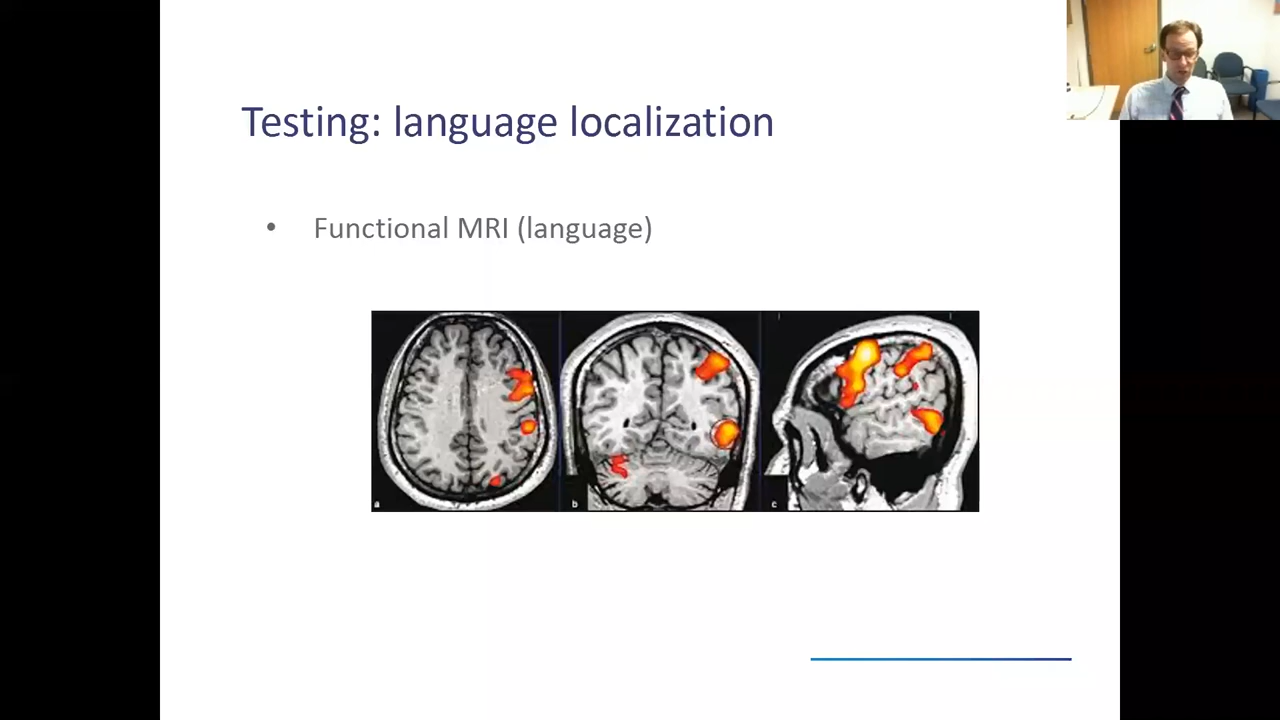 Testing: language localization
• Functional MRI (language)
a b c